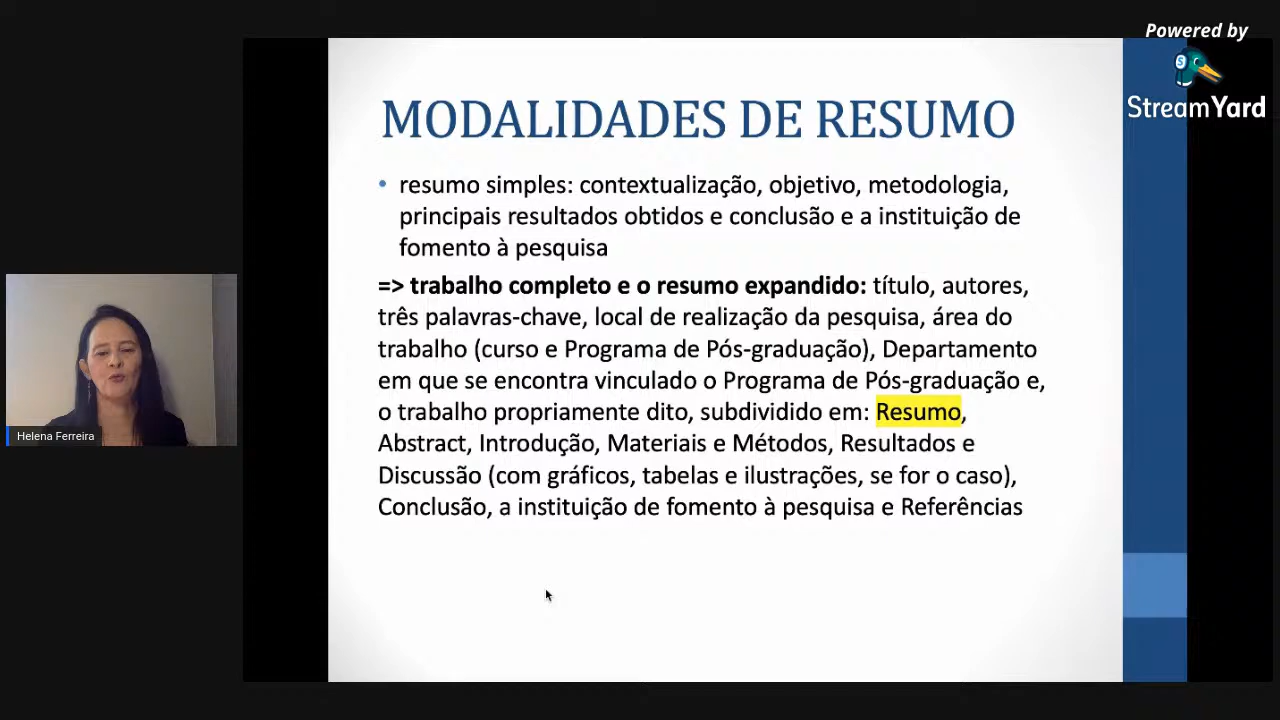 Powered by
StreamYard
MODALIDADES DE RESUMO
• resumo simples: contextualização, objetivo, metodologia,
principais resultados obtidos e conclusão e a instituição de
fomento à pesquisa
=> trabalho completo e o resumo expandido: título, autores,
três palavras-chave, local de realização da pesquisa, área do
trabalho (curso e Programa de Pós-graduação), Departamento
em que se encontra vinculado o Programa de Pós-graduação e,
o trabalho propriamente dito, subdividido em: Resumo,
Abstract, Introdução, Materiais e Métodos, Resultados e
Discussão (com gráficos, tabelas e ilustrações, se for o caso),
Conclusão, a instituição de fomento à pesquisa e Referências
Helena Ferreira